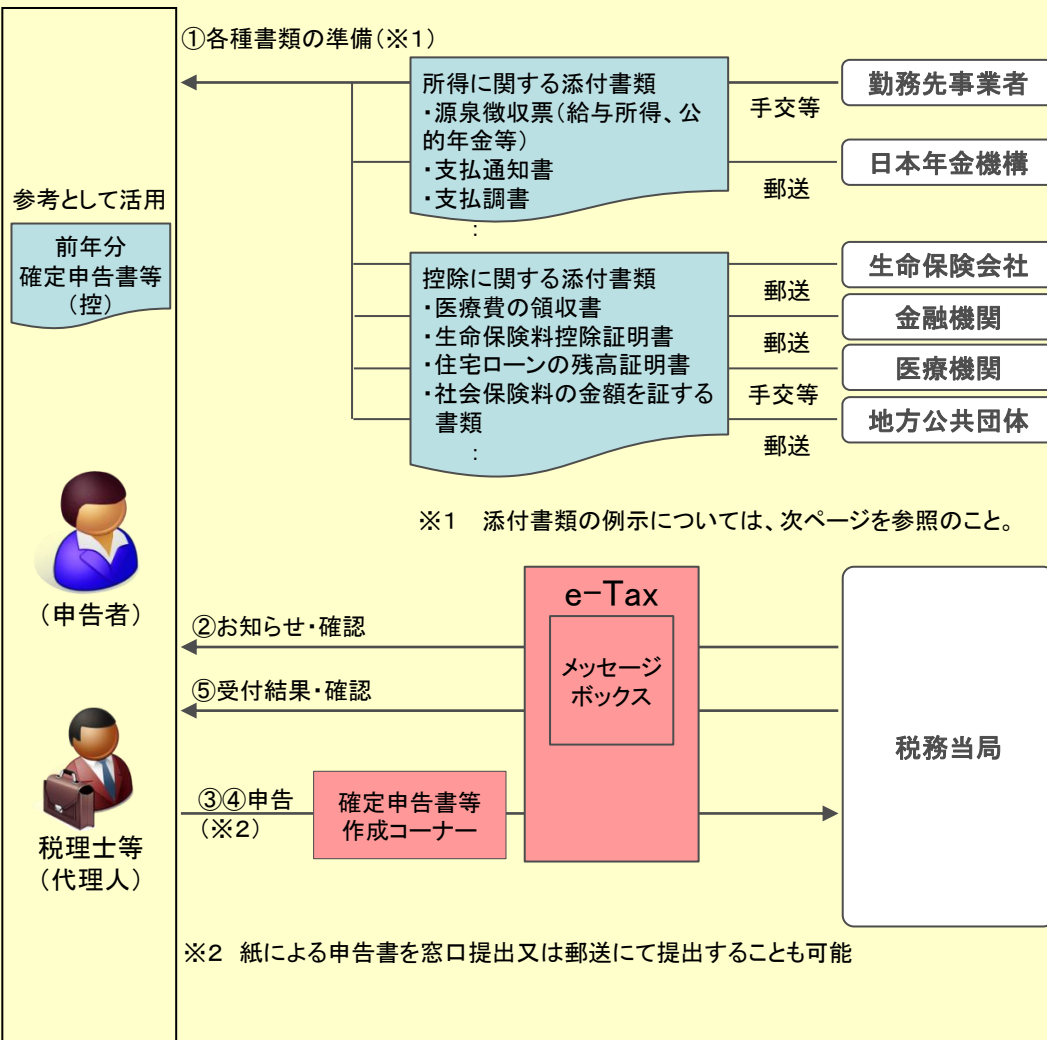 ①各種書類の準備(※1)
所得に関する添付書類
・源泉徴収票(給与所得、公
的年金等)
・支払通知書
・支払調書
:
手交等
勤務先事業者
郵送
日本年金機構
参考として活用
前年分
確定申告書等
(控)
控除に関する添付書類
・医療費の領収書
・生命保険料控除証明書
・住宅ローンの残高証明書
・社会保険料の金額を証する
書類
:
生命保険会社
郵送
金融機関
郵送
医療機関
手交等
地方公共団体
郵送
※1 添付書類の例示については、次ページを参照のこと。
(申告者)
②お知らせ・確認
⑤受付結果・確認
e-Tax
メッセージ
ボックス
税務当局
③④申告
(※2)
確定申告書等
作成コーナー
税理士等
(代理人)
※2 紙による申告書を窓口提出又は郵送にて提出することも可能